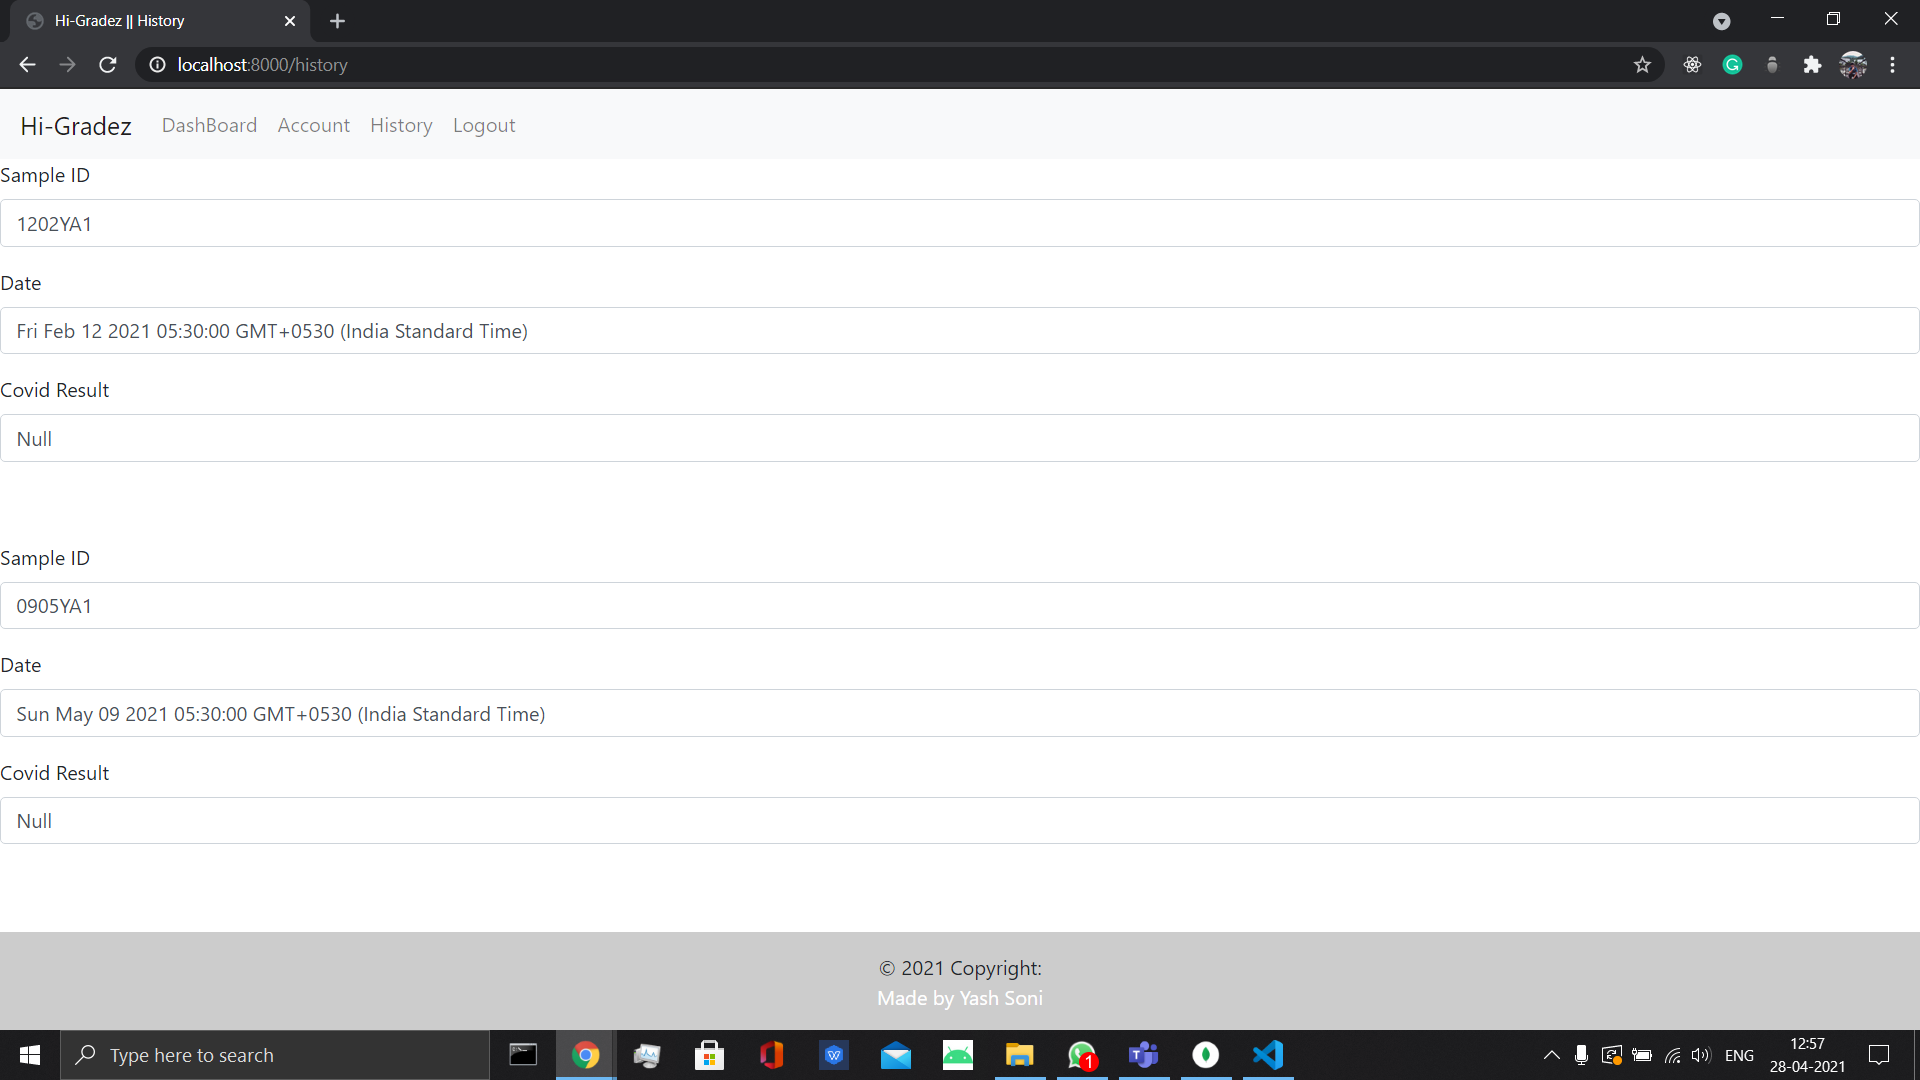 Hi-Gradez || History
localhost:8000/history
Hi-Gradez DashBoard Account History Logout
Sample ID
1202YA1
Date
Fri Feb 12 2021 05:30:00 GMT+0530 (India Standard Time)
Covid Result
Null
Sample ID
0905YA1
Date
Sun May 09 2021 05:30:00 GMT+0530 (India Standard Time)
Covid Result
Null
© 2021 Copyright:
Made by Yash Soni
Type here to search
1
ENG
12:57
28-04-2021